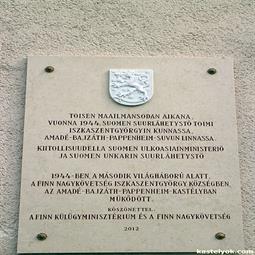 TOISEN MAAILMANSODAN AIKANA,
VUONNA 1944, SUOMEN SUURLÄHETYSTÖ TOIMI
ISZKASZENTGYÖRGYIN KUNNASSA,
AMADÉ-BAJZÁTH-PAPPENHEIM-SUVUN LINNASSA.
KIITOLLISUUDELLA SUOMEN ULKOASIAINMINISTERIÖ
JA SUOMEN UNKARIN SUURLÄHETYSTÖ
1944-BEN, A MÁSODIK VILÁGHÁBORÚ ALATT,
A FINN NAGYKÖVETSÉG ISZKASZENTGYÖRGY KÖZSÉGBEN,
AZ AMADÉ-BAJZÁTH-PAPPENHEIM-KASTÉLYBAN
MŰKÖDÖTT.
KÖSZÖNETTEL
A FINN KÜLÜGYMINISZTÉRIUM ÉS A FINN NAGYKÖVETSÉG
2012
www.kastelyok.com